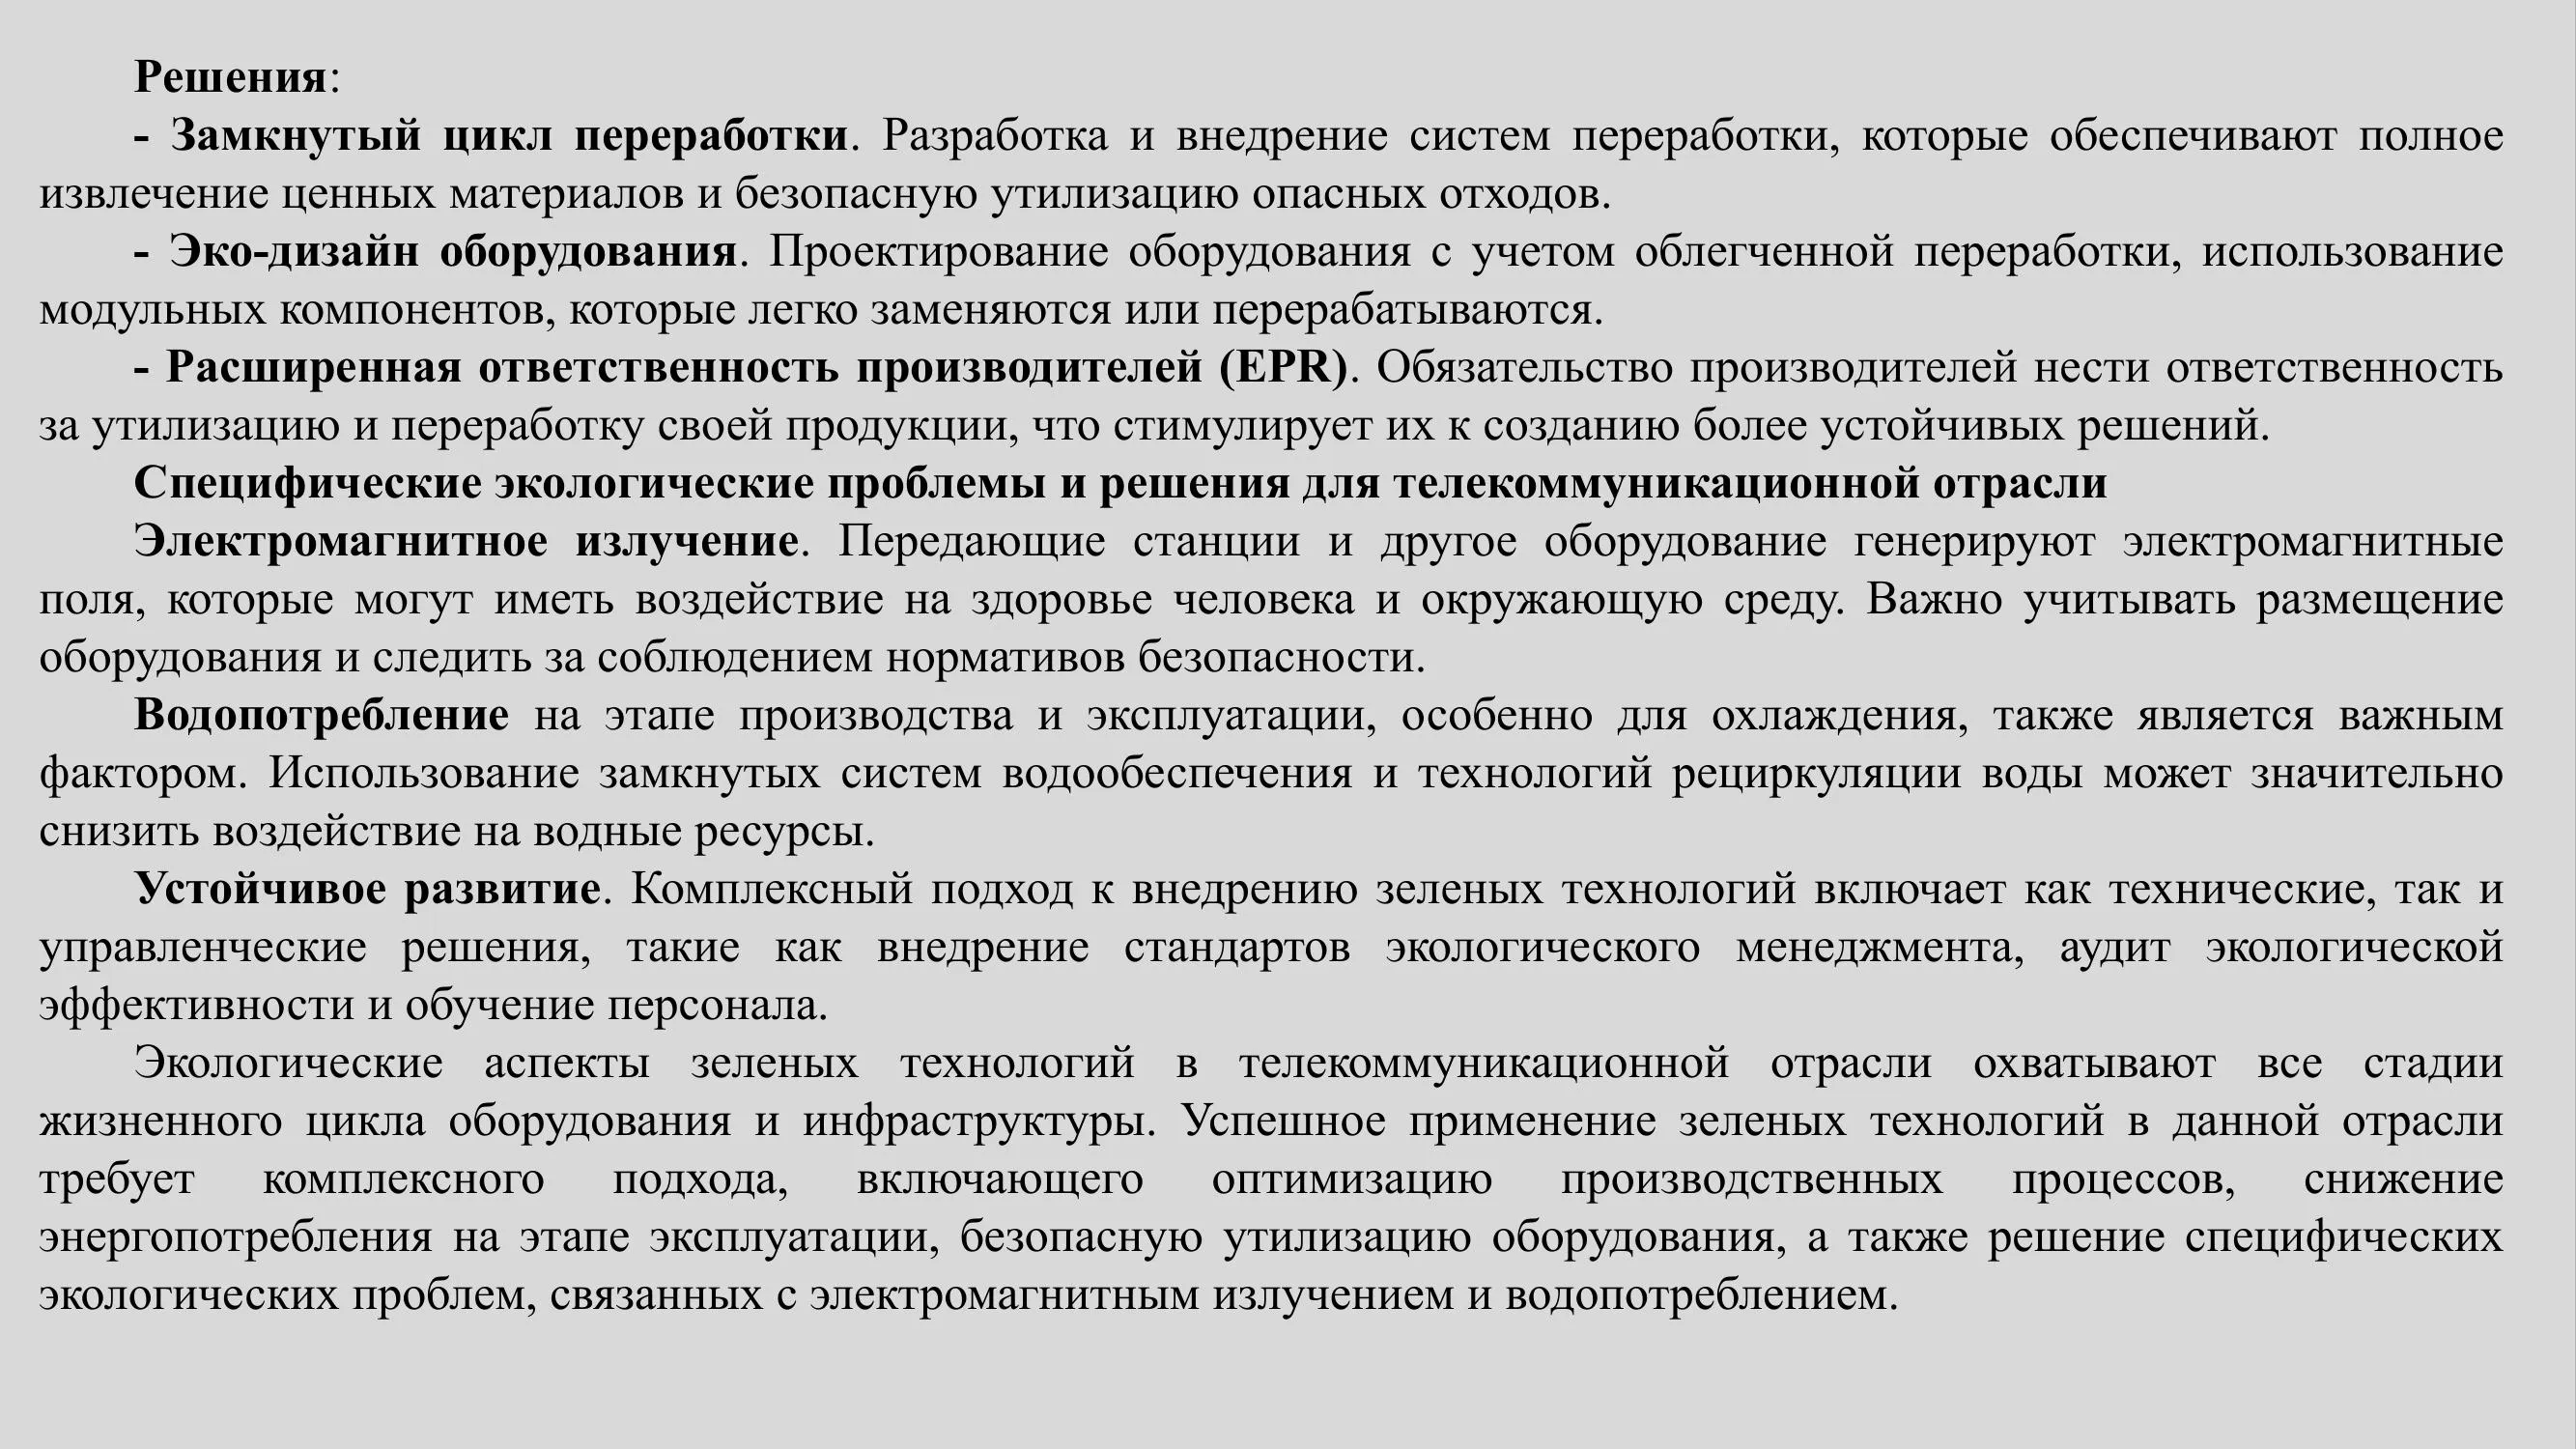 Решения:
- Замкнутый цикл переработки. Разработка и внедрение систем переработки, которые обеспечивают полное
извлечение ценных материалов и безопасную утилизацию опасных отходов.
- Эко-дизайн оборудования. Проектирование оборудования с учетом облегченной переработки, использование
модульных компонентов, которые легко заменяются или перерабатываются.
- Расширенная ответственность производителей (EPR). Обязательство производителей нести ответственность
за утилизацию и переработку своей продукции, что стимулирует их к созданию более устойчивых решений.
Специфические экологические проблемы и решения для телекоммуникационной отрасли
Электромагнитное излучение. Передающие станции и другое оборудование генерируют электромагнитные
поля, которые могут иметь воздействие на здоровье человека и окружающую среду. Важно учитывать размещение
оборудования и следить за соблюдением нормативов безопасности.
Водопотребление на этапе производства и эксплуатации, особенно для охлаждения, также является важным
фактором. Использование замкнутых систем водообеспечения и технологий рециркуляции воды может значительно
снизить воздействие на водные ресурсы.
Устойчивое развитие. Комплексный подход к внедрению зеленых технологий включает как технические, так и
управленческие решения, такие как внедрение стандартов экологического менеджмента, аудит экологической
эффективности и обучение персонала.
Экологические аспекты зеленых технологий в телекоммуникационной отрасли охватывают все стадии
жизненного цикла оборудования и инфраструктуры. Успешное применение зеленых технологий в данной отрасли
требует комплексного подхода, включающего оптимизацию производственных процессов, снижение
энергопотребления на этапе эксплуатации, безопасную утилизацию оборудования, а также решение специфических
экологических проблем, связанных с электромагнитным излучением и водопотреблением.